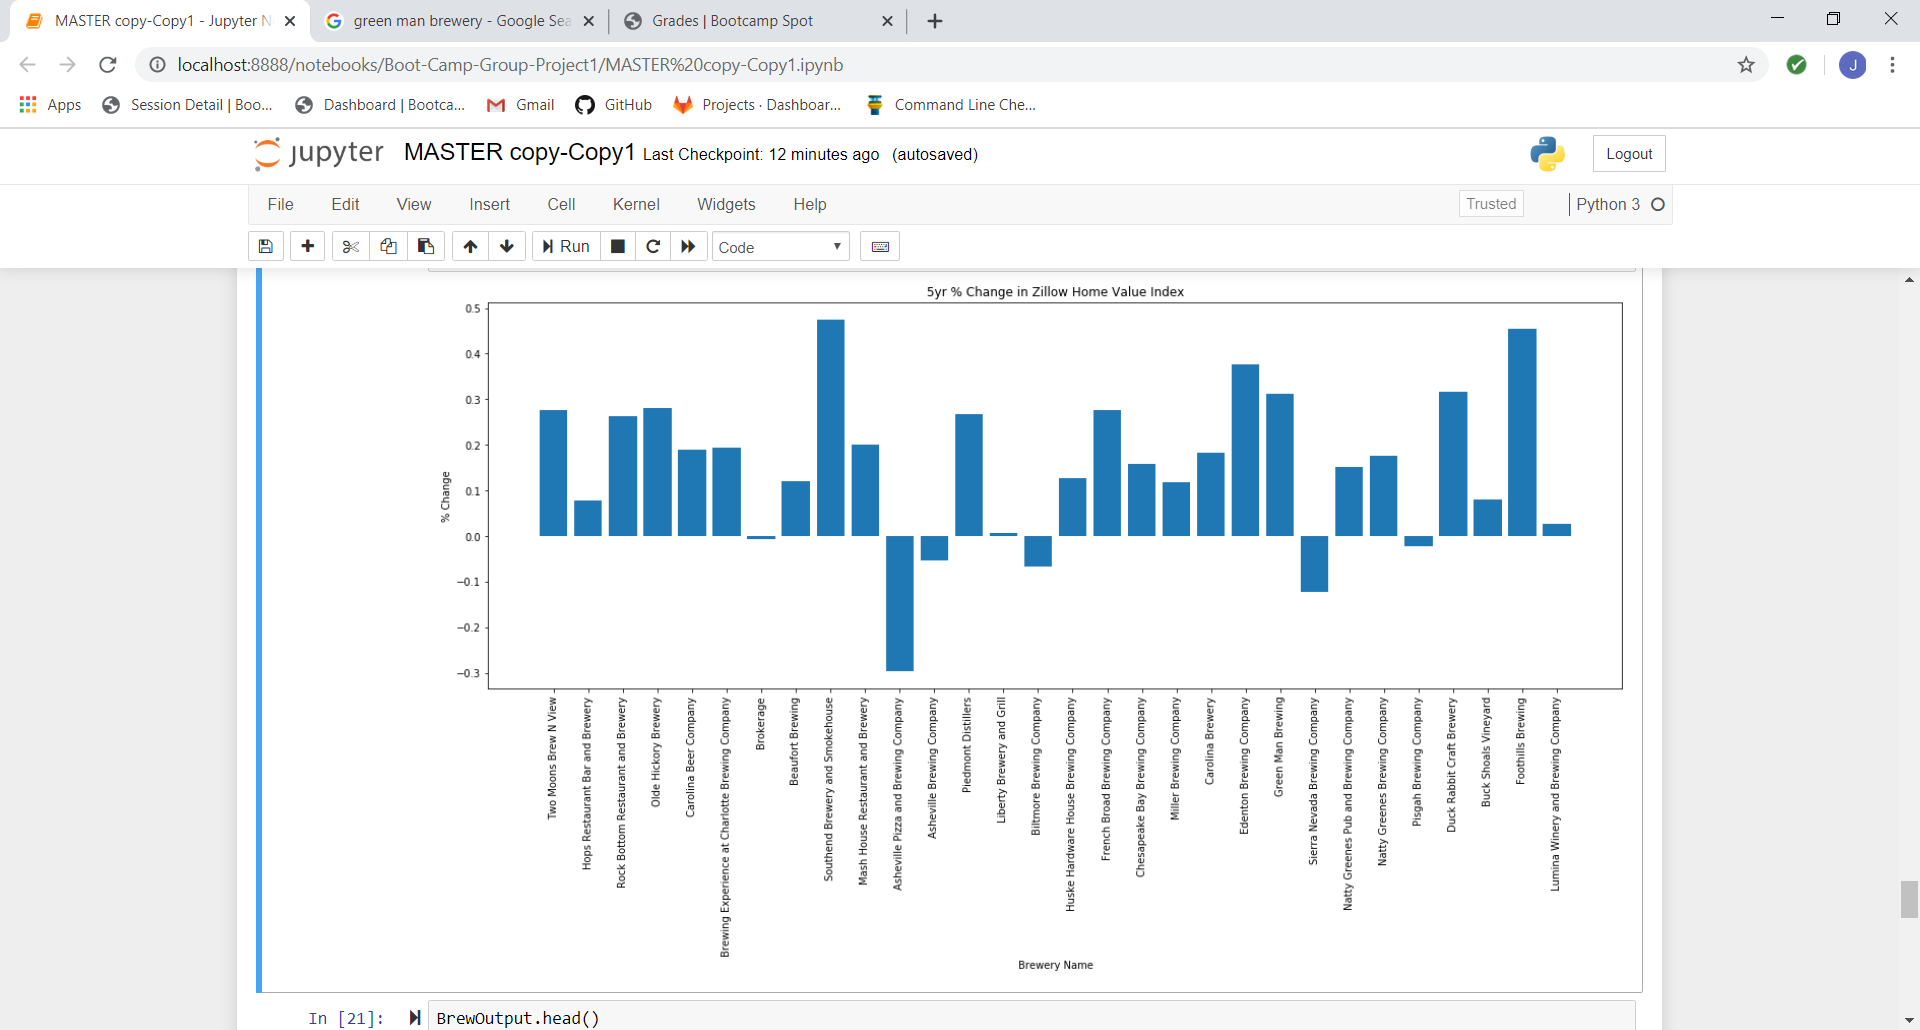 MASTER copy-Copy1 - Jupyter N
green man brewery - Google Sea
Grades | Bootcamp Spot
localhost:8888/notebooks/Boot-Camp-Group-Project1/MASTER%20copy-Copy1.ipynb
J
Apps
Session Detail | Boo...
Dashboard | Bootca...
Gmail
GitHub
Projects · Dashboar...
Command Line Che...
jupyter
MASTER copy-Copy1 Last Checkpoint: 12 minutes ago (autosaved)
Logout
File
Edit
View
Insert
Cell
Kernel
Widgets
Help
Trusted
Python 3
Run
Code
5yr % Change in Zillow Home Value Index
% Change
0.5
0.4
0.3
0.2
0.1
0.0
−0.1
−0.2
−0.3
Two Moons Brew N View
Hops Restaurant Bar and Brewery
Rock Bottom Restaurant and Brewery
Olde Hickory Brewery
Carolina Beer Company
Brewing Experience at Charlotte Brewing Company
Brokerage
Beaufort Brewing
Southend Brewery and Smokehouse
Mash House Restaurant and Brewery
Asheville Pizza and Brewing Company
Asheville Brewing Company
Piedmont Distillers
Liberty Brewery and Grill
Biltmore Brewing Company
Huske Hardware House Brewing Company
French Broad Brewing Company
Chesapeake Bay Brewing Company
Miller Brewing Company
Carolina Brewery
Edenton Brewing Company
Green Man Brewing
Sierra Nevada Brewing Company
Natty Greenes Pub and Brewing Company
Natty Greenes Brewing Company
Pisgah Brewing Company
Duck Rabbit Craft Brewery
Buck Shoals Vineyard
Foothills Brewing
Lumina Winery and Brewing Company
Brewery Name
In [21]:
BrewOutput.head()